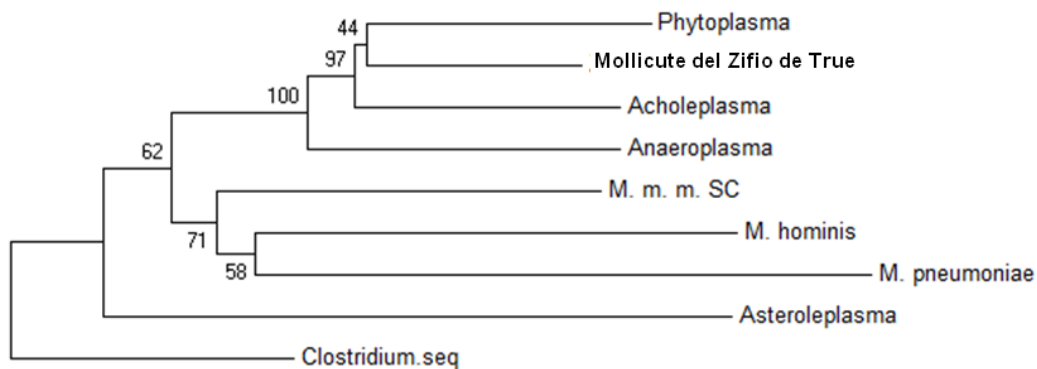 Phytoplasma
44
Mollicute del Zifio de True
97
100
Acholeplasma
Anaeroplasma
62
M. m. m. SC
71
M. hominis
58
M. pneumoniae
Asteroleplasma
Clostridium.seq